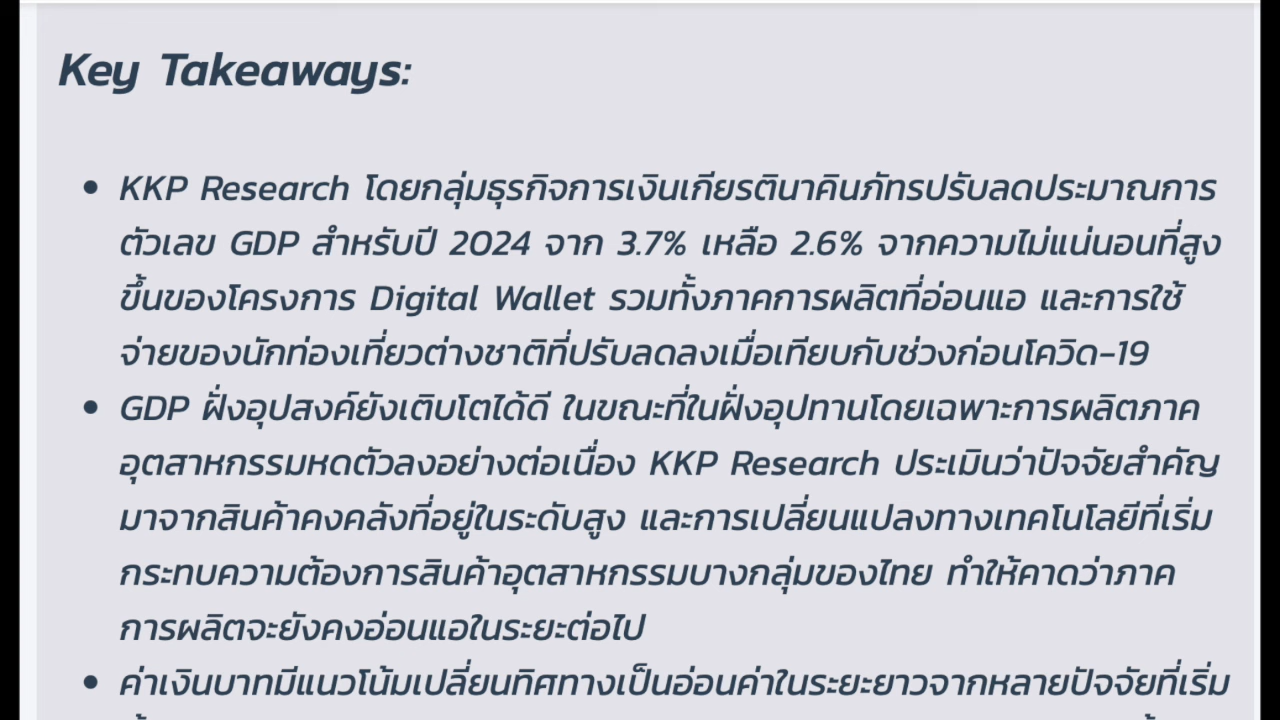 Key Takeaways:
• KKP Research โดยกลุ่มธุรกิจการเงินเกียรตินาคินภัทรปรับลดประมาณการ
ตัวเลข GDP สำหรับปี 2024 จาก 3.7% เหลือ 2.6% จากความไม่แน่นอนที่สูง
ขึ้นของโครงการ Digital Wallet รวมทั้งภาคการผลิตที่อ่อนแอ และการใช้
จ่ายของนักท่องเที่ยวต่างชาติที่ปรับลดลงเมื่อเทียบกับช่วงก่อนโควิด-19
• GDP ฝั่งอุปสงค์ยังเติบโตได้ดี ในขณะที่ในฝั่งอุปทานโดยเฉพาะการผลิตภาค
อุตสาหกรรมหดตัวลงอย่างต่อเนื่อง KKP Research ประเมินว่าปัจจัยสำคัญ
มาจากสินค้าคงคลังที่อยู่ในระดับสูง และการเปลี่ยนแปลงทางเทคโนโลยีที่เริ่ม
กระทบความต้องการสินค้าอุตสาหกรรมบางกลุ่มของไทย ทำให้คาดว่าภาค
การผลิตจะยังคงอ่อนแอในระยะต่อไป
• ค่าเงินบาทมีแนวโน้มเปลี่ยนทิศทางเป็นอ่อนค่าในระยะยาวจากหลายปัจจัยที่เริ่ม